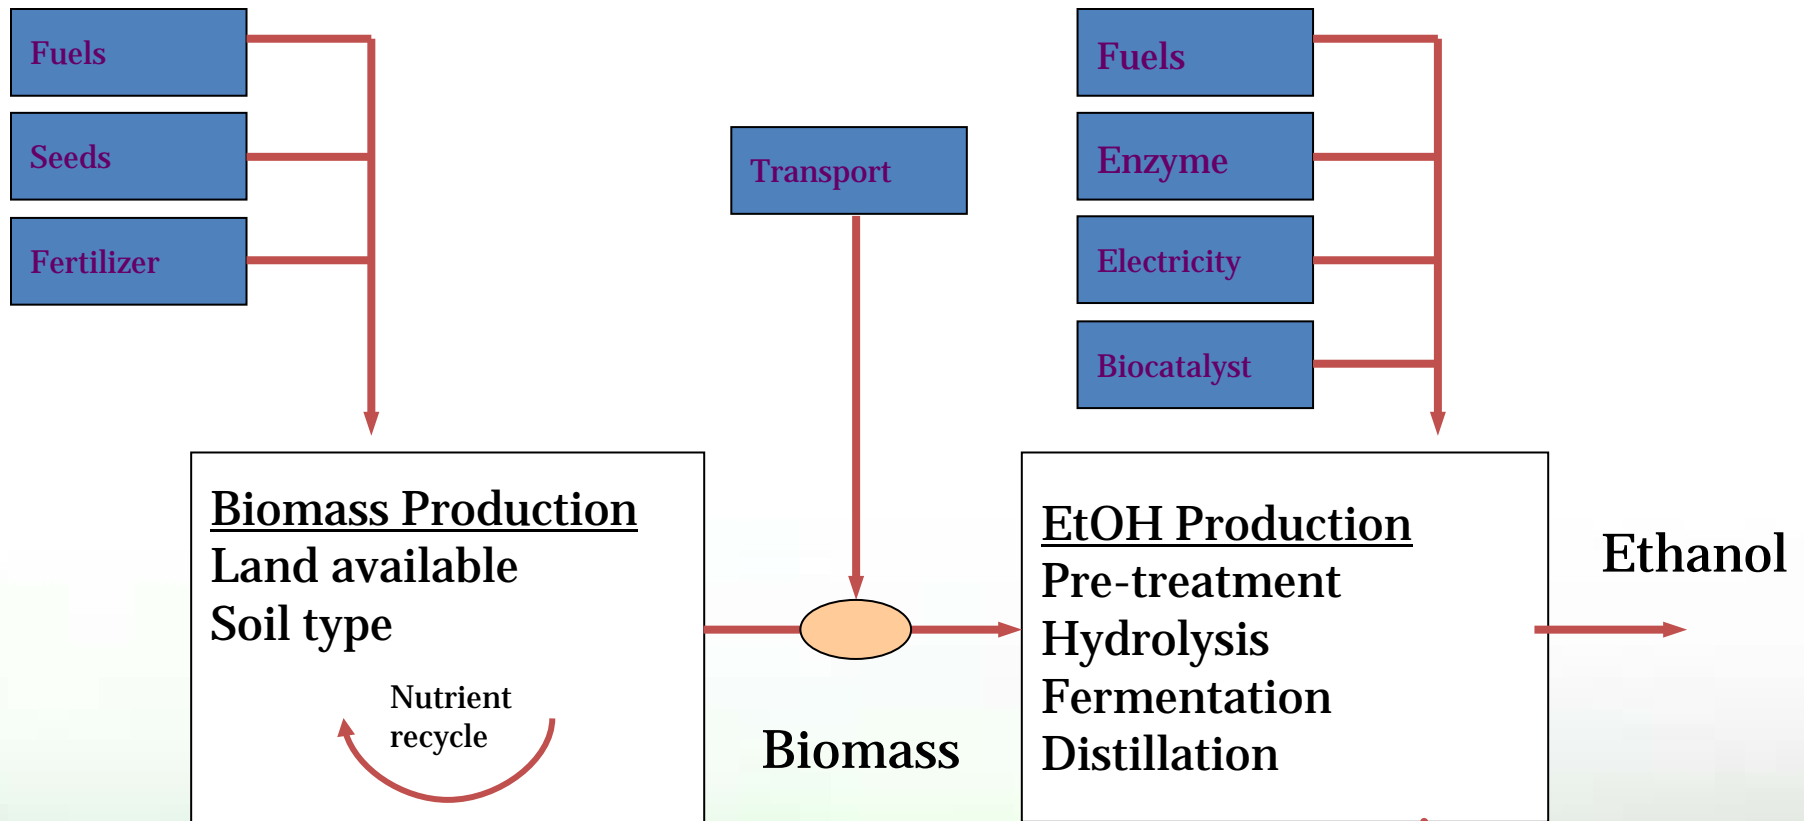 Fuels
Seeds
Fertilizer
Transport
Fuels
Enzyme
Electricity
Biocatalyst
Biomass Production
Land available
Soil type
Nutrient
recycle
Biomass
EtOH Production
Pre-treatment
Hydrolysis
Fermentation
Distillation
Ethanol